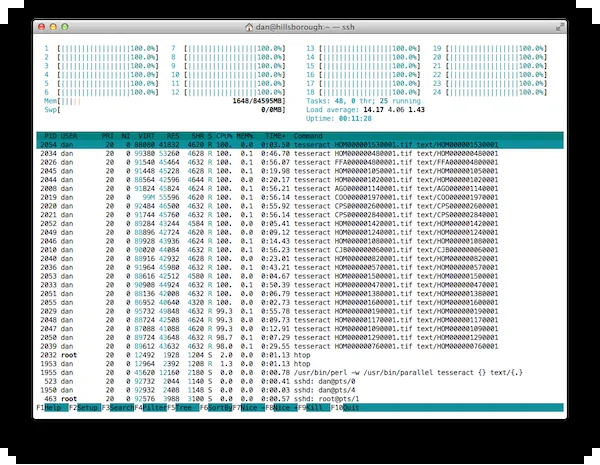 dan@hillsborough:~ — ssh
1 [||||||||||||||||||100.0%] 7 [||||||||||||||||||100.0%] 13 [||||||||||||||||||100.0%] 19 [||||||||||||||||||100.0%]
2 [||||||||||||||||||100.0%] 8 [||||||||||||||||||100.0%] 14 [||||||||||||||||||100.0%] 20 [||||||||||||||||||100.0%]
3 [||||||||||||||||||100.0%] 9 [||||||||||||||||||100.0%] 15 [||||||||||||||||||100.0%] 21 [||||||||||||||||||100.0%]
4 [||||||||||||||||||100.0%] 10 [||||||||||||||||||100.0%] 16 [||||||||||||||||||100.0%] 22 [||||||||||||||||||100.0%]
5 [||||||||||||||||||100.0%] 11 [||||||||||||||||||100.0%] 17 [||||||||||||||||||100.0%] 23 [||||||||||||||||||100.0%]
6 [||||||||||||||||||100.0%] 12 [||||||||||||||||||100.0%] 18 [||||||||||||||||||100.0%] 24 [||||||||||||||||||100.0%]
Mem[||||| 1648/84595MB] Tasks: 48, 0 thr; 25 running
Swp[ 0/0MB] Load average: 14.17 4.06 1.43
Uptime: 00:11:28
PID USER PRI NI VIRT RES SHR S CPU% MEM% TIME+ Command
2054 dan 20 0 88080 41832 4620 R 100. 0.0 0:03.50 tesseract HOM000001530001.tif text/HOM000001530001
2034 dan 20 0 99380 53260 4628 R 100. 0.1 0:46.70 tesseract HOM000000480001.tif text/HOM000000480001
2026 dan 20 0 91540 45464 4632 R 100. 0.1 0:56.07 tesseract FFA000004800001.tif text/FFA000004800001
2045 dan 20 0 91448 45228 4628 R 100. 0.1 0:19.98 tesseract HOM000001050001.tif text/HOM000001050001
2044 dan 20 0 88564 42596 4644 R 100. 0.0 0:20.17 tesseract HOM000001020001.tif text/HOM000001020001
2008 dan 20 0 91824 45824 4624 R 100. 0.1 0:56.21 tesseract AGO000001140001.tif text/AGO000001140001
2019 dan 20 0 99M 55596 4620 R 100. 0.1 0:56.14 tesseract COO000001970001.tif text/COO000001970001
2020 dan 20 0 92484 46500 4632 R 100. 0.1 0:55.92 tesseract CPS000002600001.tif text/CPS000002600001
2021 dan 20 0 91744 45760 4632 R 100. 0.1 0:56.14 tesseract CPS000002840001.tif text/CPS000002840001
2052 dan 20 0 89284 43244 4584 R 100. 0.1 0:05.41 tesseract HOM000001420001.tif text/HOM000001420001
2049 dan 20 0 88896 42724 4620 R 100. 0.0 0:09.12 tesseract HOM000001240001.tif text/HOM000001240001
2046 dan 20 0 89928 43936 4624 R 100. 0.1 0:14.43 tesseract HOM000001080001.tif text/HOM000001080001
2010 dan 20 0 90020 44084 4632 R 100. 0.1 0:56.23 tesseract CJB000000060001.tif text/CJB000000060001
2040 dan 20 0 88916 42932 4628 R 100. 0.0 0:23.01 tesseract HOM000000820001.tif text/HOM000000820001
2036 dan 20 0 91964 45980 4632 R 100. 0.1 0:43.21 tesseract HOM000000570001.tif text/HOM000000570001
2053 dan 20 0 88616 42512 4580 R 100. 0.0 0:04.67 tesseract HOM000001500001.tif text/HOM000001500001
2033 dan 20 0 90908 44924 4632 R 100. 0.1 0:50.39 tesseract HOM000000470001.tif text/HOM000000470001
2051 dan 20 0 88136 42008 4632 R 100. 0.0 0:06.79 tesseract HOM000001380001.tif text/HOM000001380001
2055 dan 20 0 86952 40640 4320 R 100. 0.0 0:02.73 tesseract HOM000001600001.tif text/HOM000001600001
2029 dan 20 0 95732 49848 4632 R 99.3 0.1 0:55.78 tesseract HOM000000190001.tif text/HOM000000190001
2048 dan 20 0 88724 42508 4624 R 99.3 0.0 0:09.73 tesseract HOM000001170001.tif text/HOM000001170001
2047 dan 20 0 87088 41088 4620 R 99.3 0.0 0:12.91 tesseract HOM000001090001.tif text/HOM000001090001
2050 dan 20 0 89724 43648 4632 R 98.7 0.1 0:07.29 tesseract HOM000001290001.tif text/HOM000001290001
2039 dan 20 0 89612 43632 4632 R 98.0 0.1 0:29.55 tesseract HOM000000760001.tif text/HOM000000760001
2032 root 20 0 12492 1928 1204 S 2.0 0.0 0:01.13 htop
1953 dan 20 0 12964 2392 1208 R 1.3 0.0 0:01.13 htop
1955 dan 20 0 45620 12160 2180 S 0.0 0.0 0:00.78 /usr/bin/perl -w /usr/bin/parallel tesseract {} text/{.}
523 dan 20 0 92732 2044 1140 S 0.0 0.0 0:00.41 sshd: dan@pts/0
1950 dan 20 0 92932 2408 1148 S 0.0 0.0 0:00.03 sshd: dan@pts/4
463 root 20 0 92576 3988 3100 S 0.0 0.0 0:00.57 sshd: root@pts/1
F1Help F2Setup F3SearchF4FilterF5Tree F6SortByF7Nice -F8Nice +F9Kill F10Quit